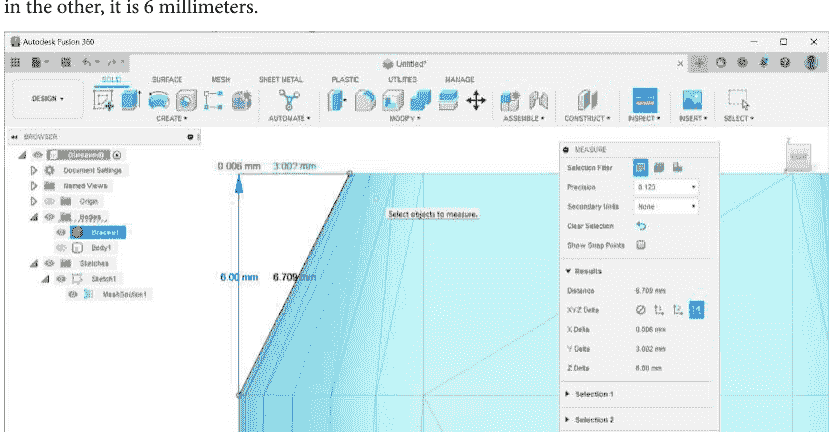 in the other, it is 6 millimeters.
Autodesk Fusion 360
Untitled*
SOLID SURFACE MESH SHEET METAL PLASTIC UTILITIES MANAGE
DESIGN
CREATE AUTOMATE MODIFY ASSEMBLE CONSTRUCT INSPECT INSERT SELECT
BROWSER
Document Settings
Named Views
Origin
Bodies
Bracket
Body1
Sketches
Sketch1
MeshSection1
0.006 mm 3.002 mm
Select objects to measure.
6.00 mm 6.709 mm
MEASURE
Selection Filter
Precision 0.123
Secondary Units None
Clear Selection
Show Snap Points
Results
Distance 6.709 mm
XYZ Delta
X Delta 0.006 mm
Y Delta 3.002 mm
Z Delta 6.00 mm
Selection 1
Selection 2
Z